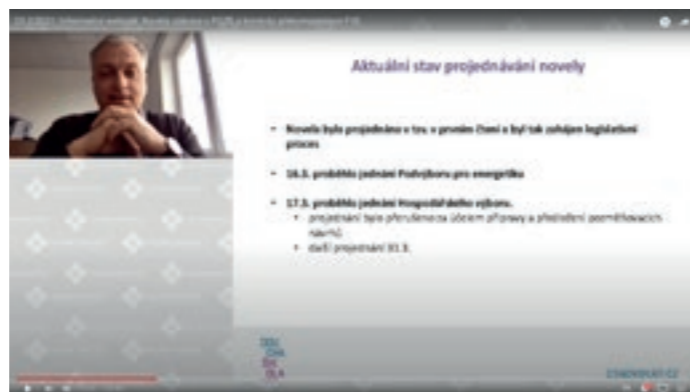 Aktuální stav projednávání novely
• Novela byla projednána v tzv. v prvním čtení a byl tak zahájen legislativní
proces
• 16.3. proběhlo jednání Podvýboru pro energetiku
• 17.3. proběhlo jednání Hospodářského výboru.
• projednání bylo přerušeno za účelem přípravy a předložení pozměňovacích
návrhů
• další projednání 31.3.